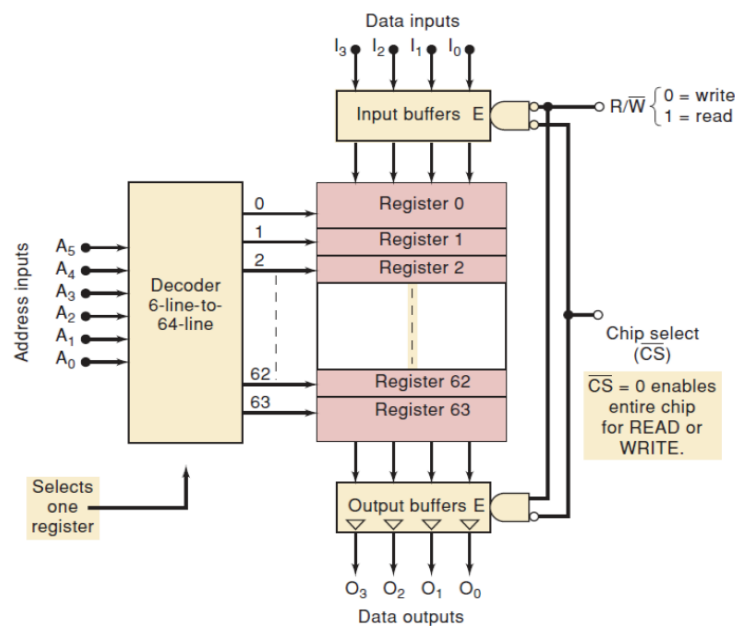 Data inputs
I₃ I₂ I₁ I₀
Input buffers E
R/W̅ { 0 = write
1 = read
0
Register 0
1
Register 1
2
Register 2
Address inputs
A₅
A₄
A₃
A₂
A₁
A₀
Decoder
6-line-to-
64-line
Chip select
(C̅S̅)
C̅S̅ = 0 enables
entire chip
for READ or
WRITE.
62
Register 62
63
Register 63
Selects
one
register
Output buffers E
O₃ O₂ O₁ O₀
Data outputs